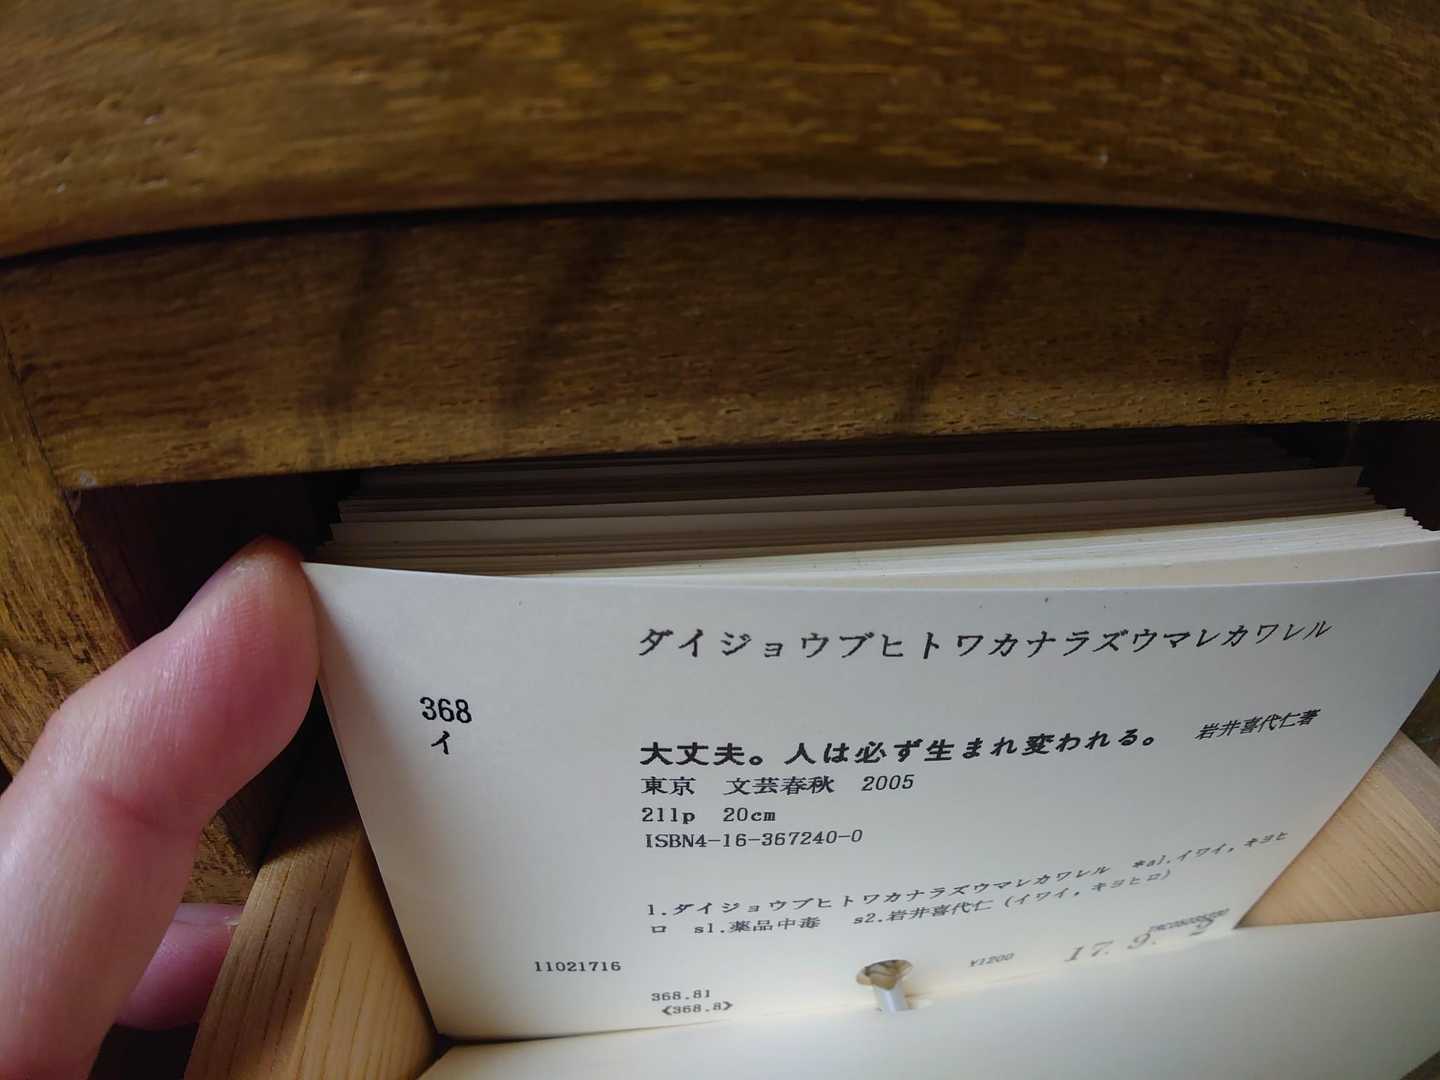 ダイジョウブヒトワカナラズウマレカワレル
368
イ
大丈夫。人は必ず生まれ変われる。 岩井喜代仁著
東京 文芸春秋 2005
211p 20cm
ISBN4-16-367240-0
1.ダイジョウブヒトワカナラズウマレカワレル *a1.イワイ,キヨヒ
ロ s1.薬品中毒 s2.岩井喜代仁(イワイ,キヨヒロ)
11021716
¥1200
17. 9.
368.81
《368.8》